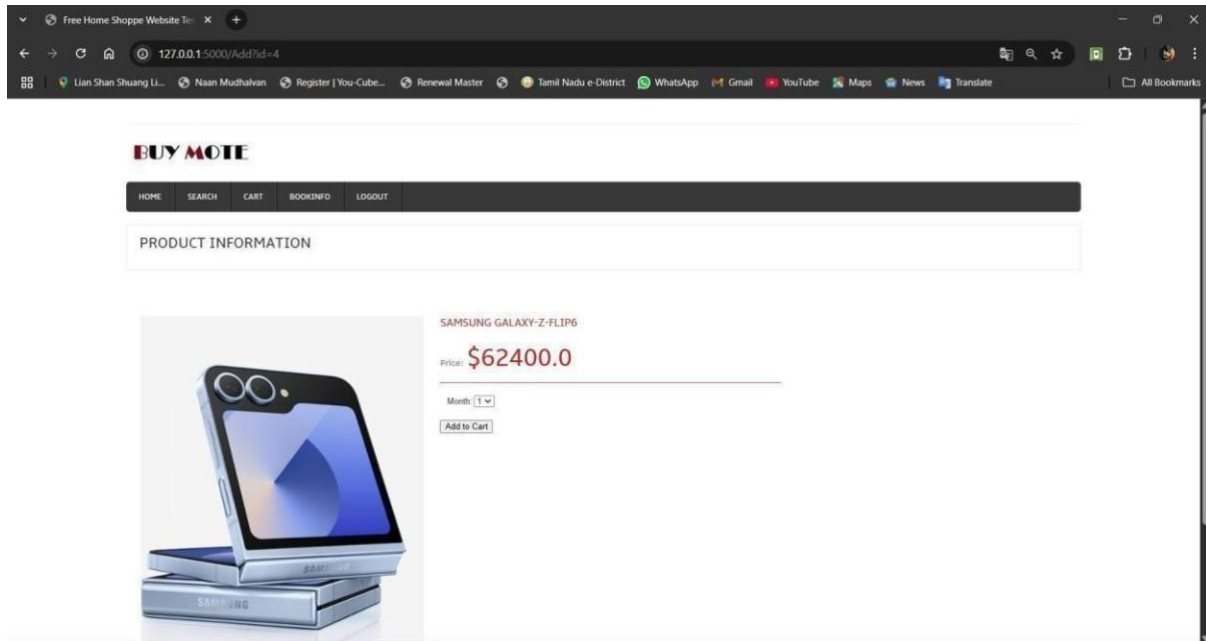 Free Home Shoppe Website Te
127.0.0.1:5000/Add?id=4
Lian Shan Shuang Li... Naan Mudhalvan Register | You-Cube... Renewal Master Tamil Nadu e-District WhatsApp Gmail YouTube Maps News Translate All Bookmarks
BUY MOTE
HOME SEARCH CART BOOKINFO LOGOUT
PRODUCT INFORMATION
SAMSUNG GALAXY-Z-FLIP6
Price: $62400.0
Month: 1
Add to Cart
SAMSUNG
SAMSUNG